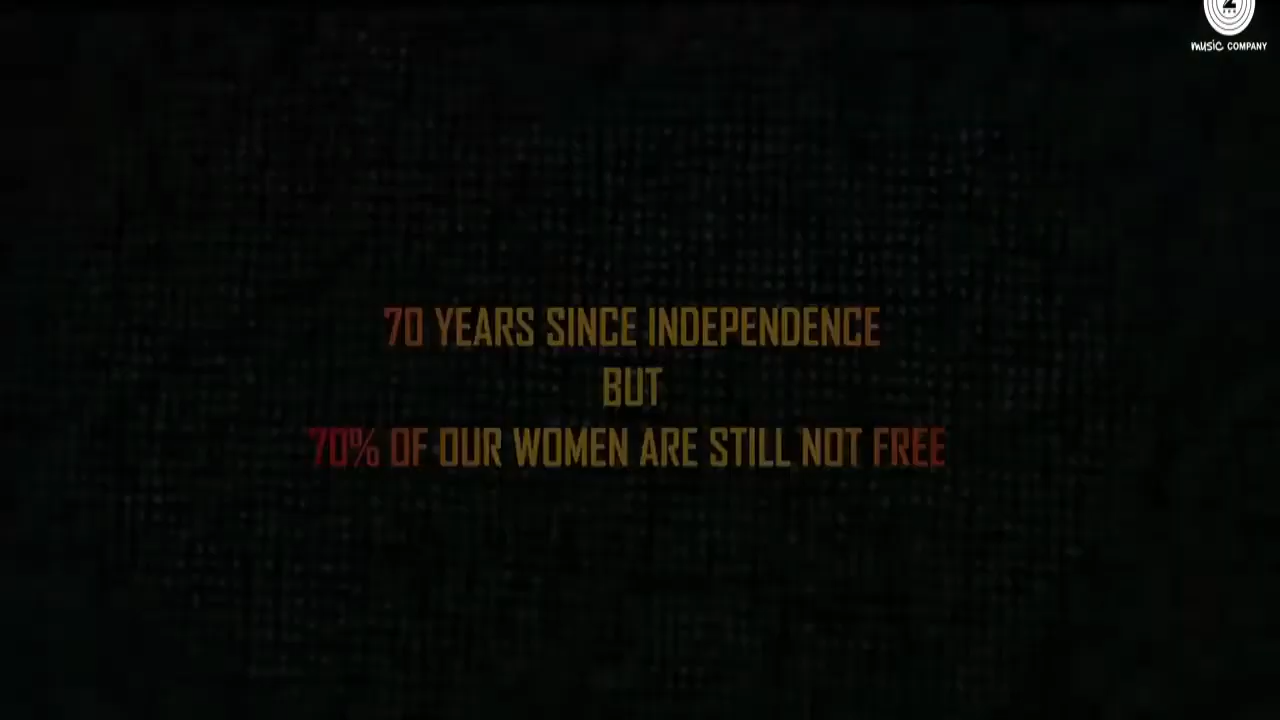 music COMPANY
70 YEARS SINCE INDEPENDENCE
BUT
70% OF OUR WOMEN ARE STILL NOT FREE